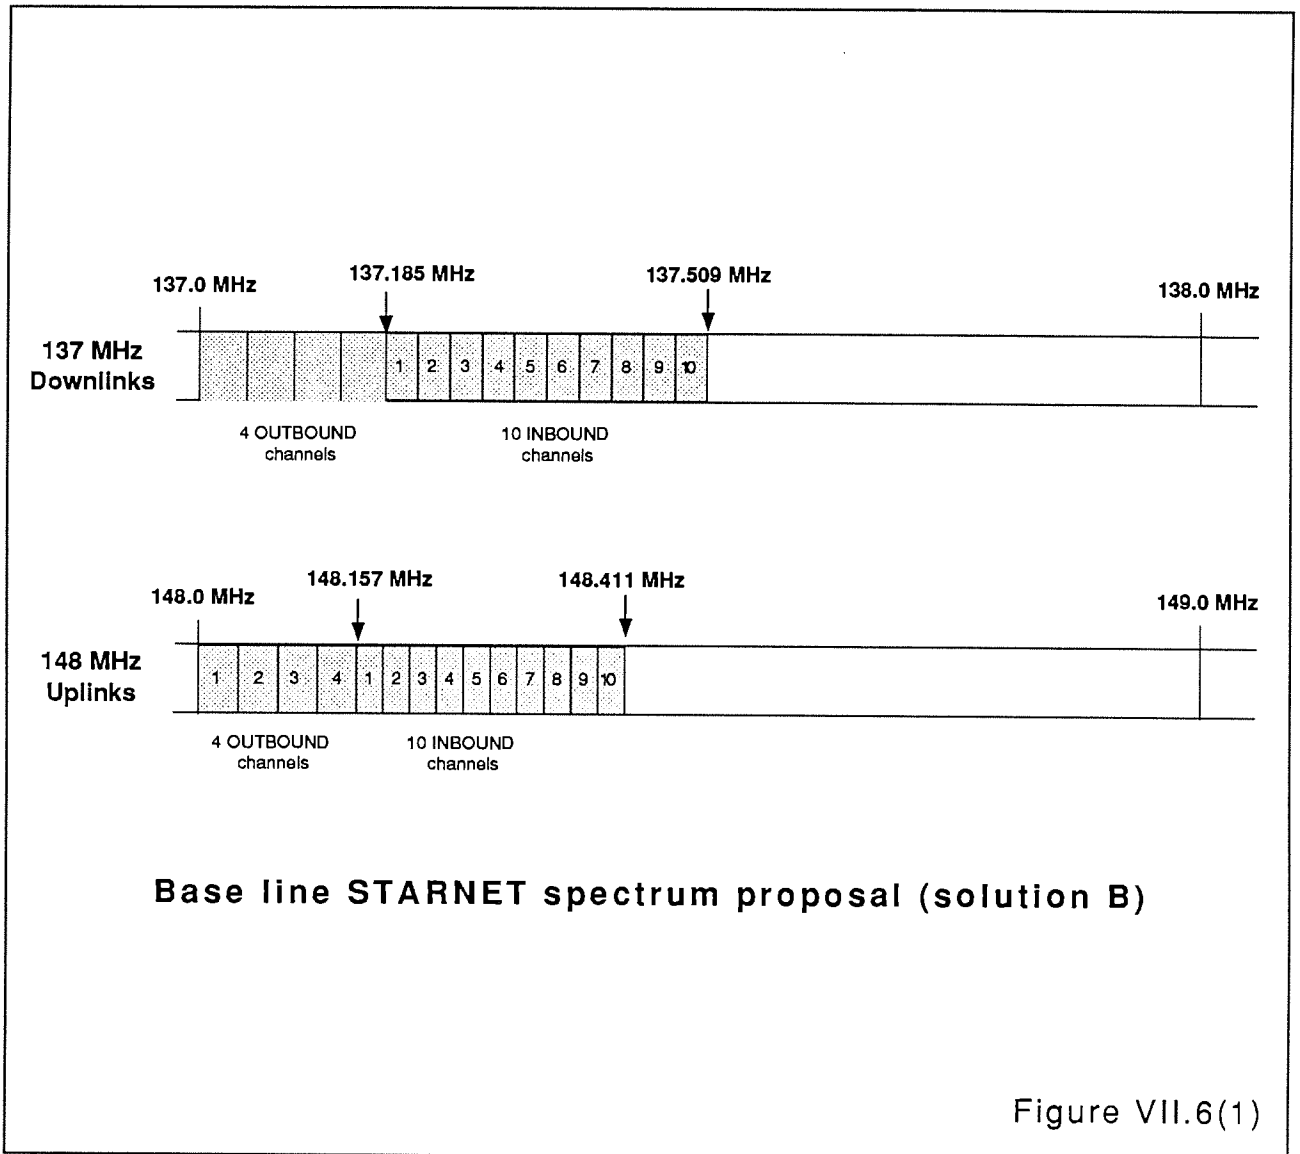 137.0 MHz 137.185 MHz 137.509 MHz 138.0 MHz
137 MHz
Downlinks
1 2 3 4 5 6 7 8 9 10
4 OUTBOUND
channels
10 INBOUND
channels
148.0 MHz 148.157 MHz 148.411 MHz 149.0 MHz
148 MHz
Uplinks
1 2 3 4 1 2 3 4 5 6 7 8 9 10
4 OUTBOUND
channels
10 INBOUND
channels
Base line STARNET spectrum proposal (solution B)
Figure VII.6(1)